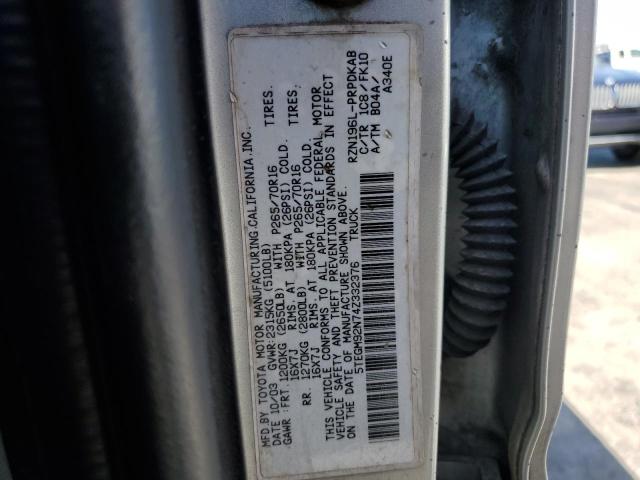 MFD.BY TOYOTA MOTOR MANUFACTURING.CALIFORNIA.INC.
DATE 10/03 GVWR:2315KG (5100LB)
GAWR :FRT.1200KG (2650LB) WITH P265/70R16 TIRES.
16X7J RIMS. AT 180KPA (26PSI) COLD.
RR. 1270KG (2800LB) WITH P265/70R16 TIRES.
16X7J RIMS. AT 180KPA (26PSI) COLD.
THIS VEHICLE CONFORMS TO ALL APPLICABLE FEDERAL MOTOR
VEHICLE SAFETY AND THEFT PREVENTION STANDARDS IN EFFECT
ON THE DATE OF MANUFACTURE SHOWN ABOVE.
5TEGM92N74Z332376 TRUCK
RZN196L-PRPDKAB
C/TR 1C8/FK10
A/TM B04A/
A340E